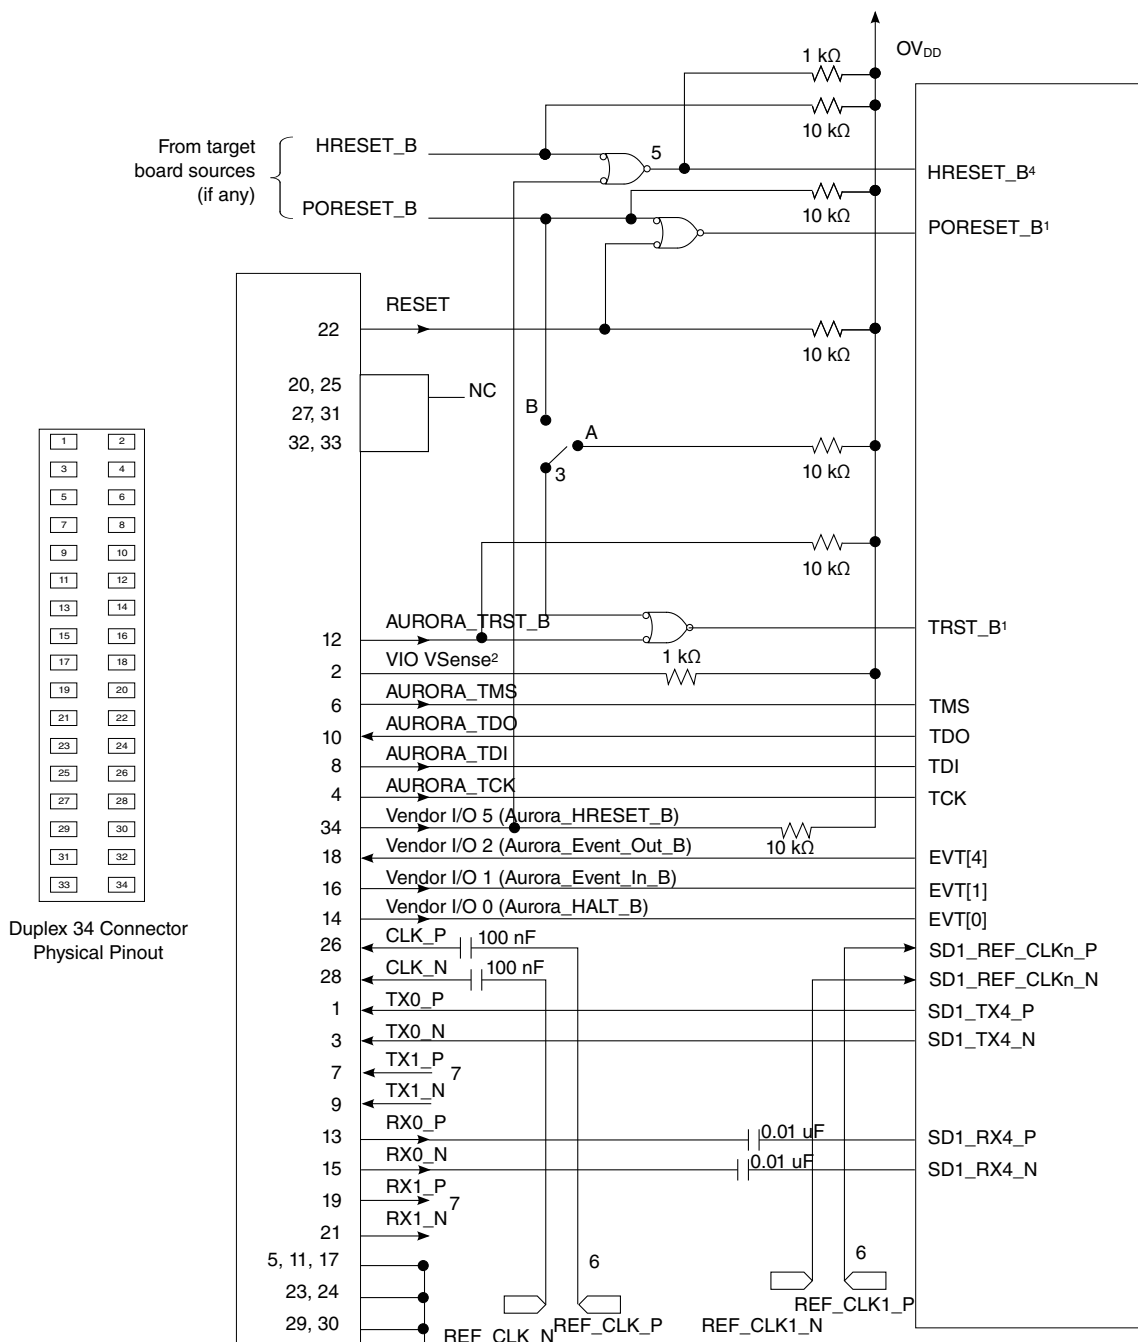 1 kΩ
OVDD
10 kΩ
From target
board sources
(if any)
HRESET_B
5
HRESET_B4
PORESET_B
10 kΩ
PORESET_B1
RESET
22
10 kΩ
20, 25
27, 31
32, 33
NC
B
A
3
10 kΩ
10 kΩ
1 2
3 4
5 6
7 8
9 10
11 12
13 14
15 16
17 18
19 20
21 22
23 24
25 26
27 28
29 30
31 32
33 34
Duplex 34 Connector
Physical Pinout
12 AURORA_TRST_B
TRST_B1
2 VIO VSense2
1 kΩ
6 AURORA_TMS TMS
10 AURORA_TDO TDO
8 AURORA_TDI TDI
4 AURORA_TCK TCK
34 Vendor I/O 5 (Aurora_HRESET_B)
10 kΩ
18 Vendor I/O 2 (Aurora_Event_Out_B) EVT[4]
16 Vendor I/O 1 (Aurora_Event_In_B) EVT[1]
14 Vendor I/O 0 (Aurora_HALT_B) EVT[0]
26 CLK_P 100 nF SD1_REF_CLKn_P
28 CLK_N 100 nF SD1_REF_CLKn_N
1 TX0_P SD1_TX4_P
3 TX0_N SD1_TX4_N
7 TX1_P 7
9 TX1_N
13 RX0_P 0.01 uF SD1_RX4_P
15 RX0_N 0.01 uF SD1_RX4_N
19 RX1_P 7
21 RX1_N
5, 11, 17
23, 24
29, 30
6
6
REF_CLK_N
REF_CLK_P
REF_CLK1_N
REF_CLK1_P